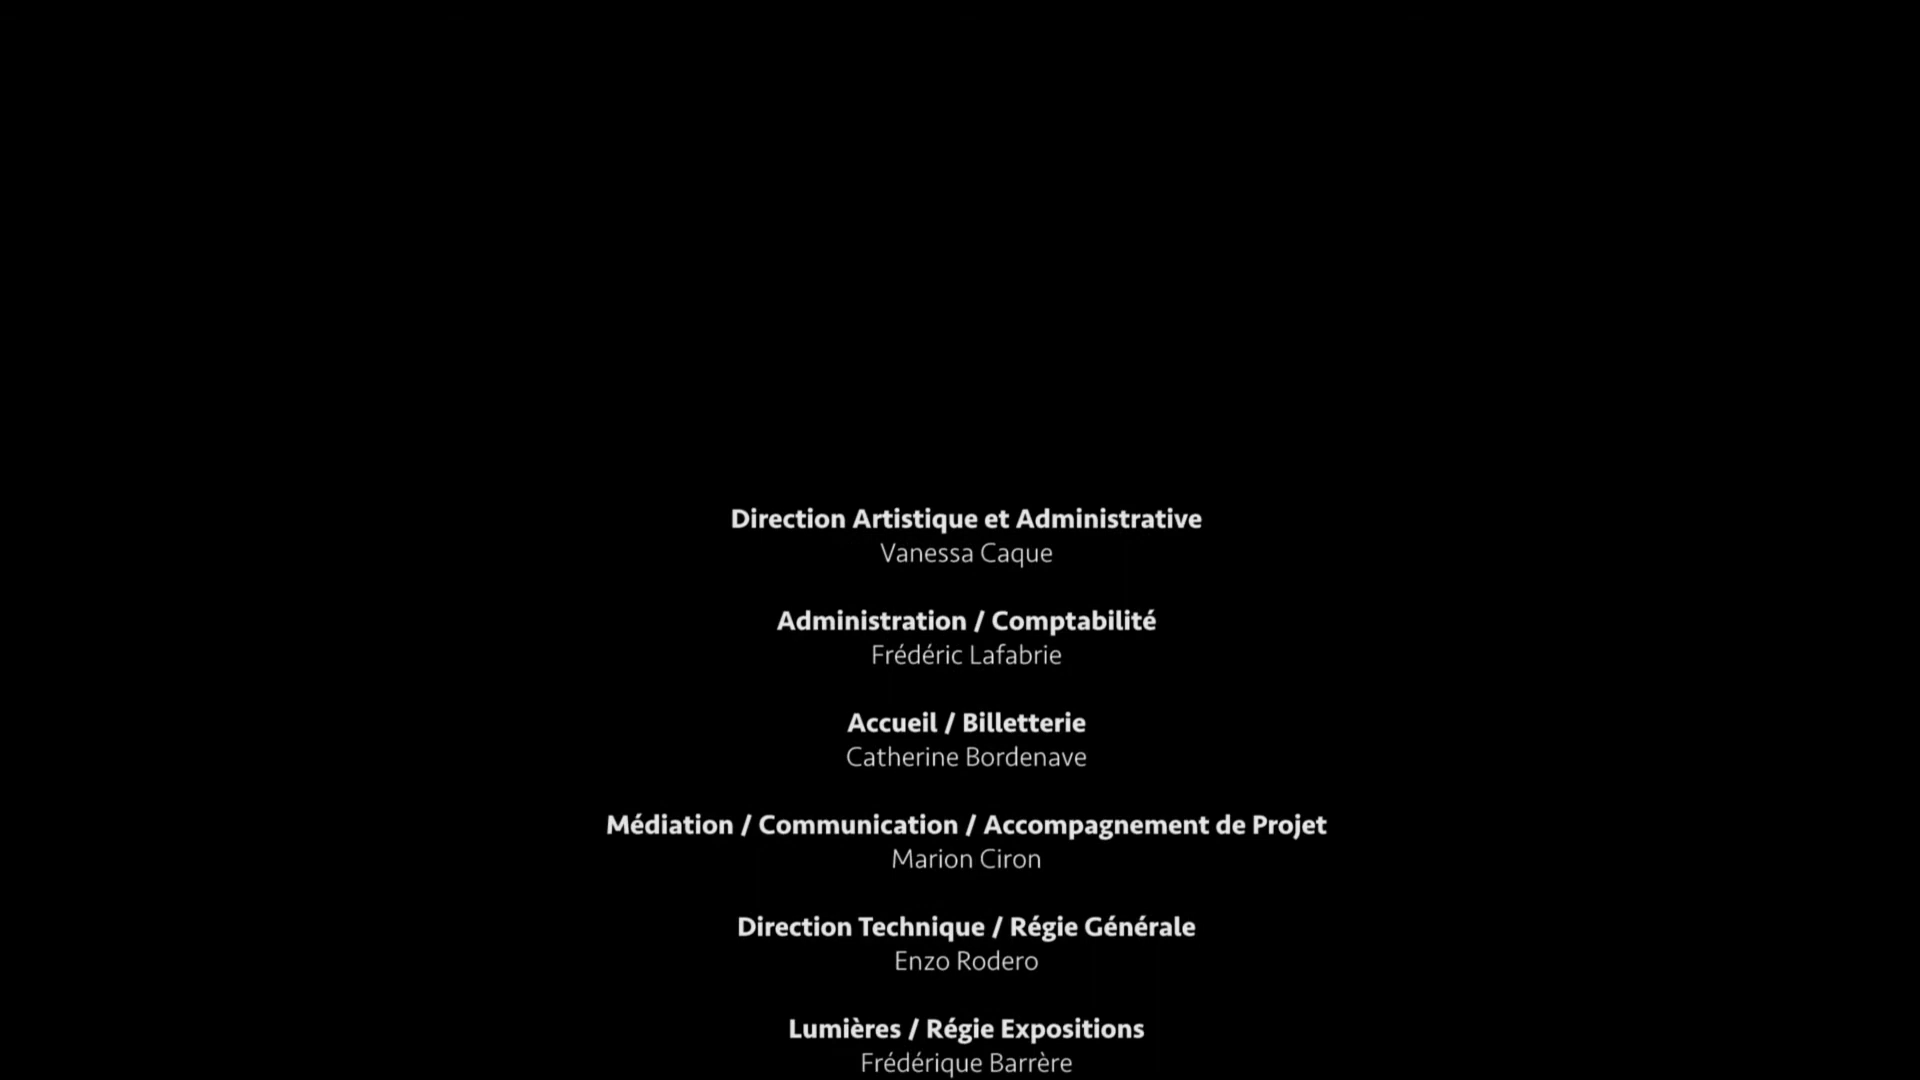 Direction Artistique et Administrative
Vanessa Caque
Administration / Comptabilité
Frédéric Lafabrie
Accueil / Billetterie
Catherine Bordenave
Médiation / Communication / Accompagnement de Projet
Marion Ciron
Direction Technique / Régie Générale
Enzo Rodero
Lumières / Régie Expositions
Frédérique Barrère